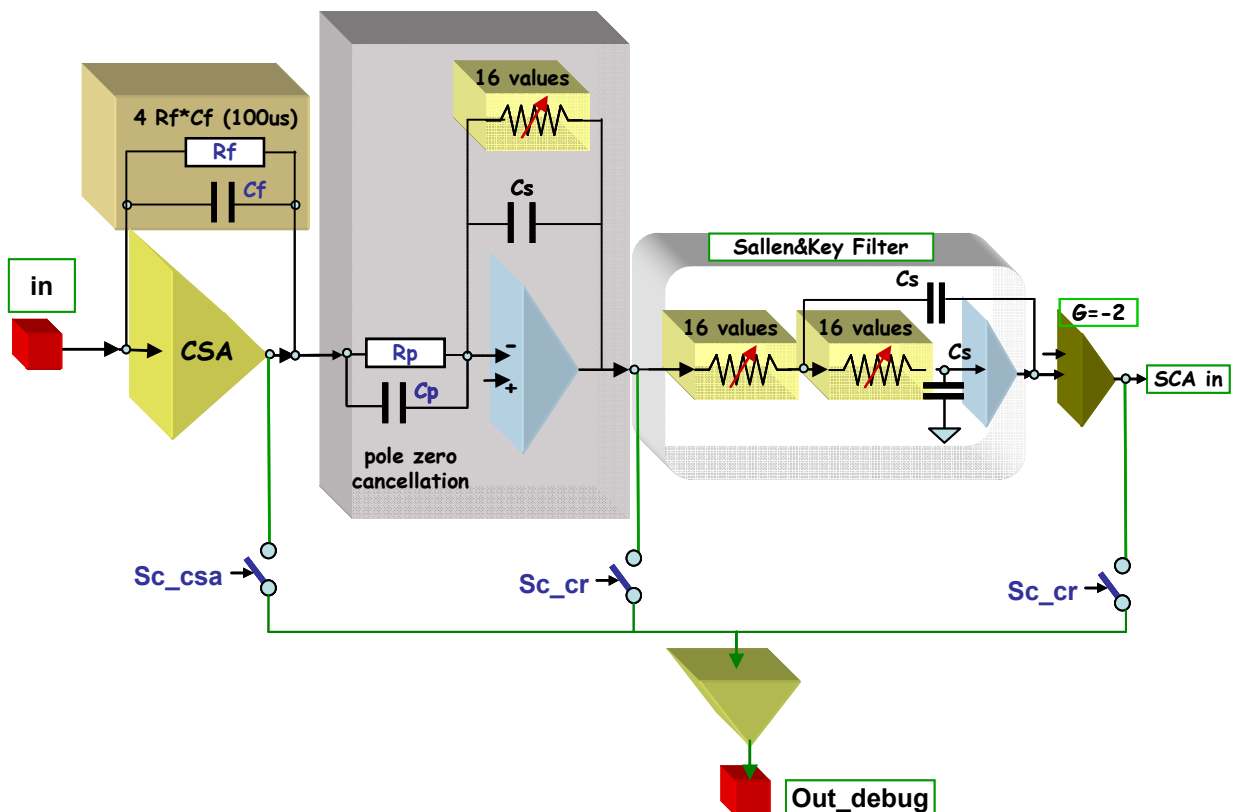 16 values
4 Rf*Cf (100us)
Rf
Cf
Cs
-
+
in
CSA
Rp
Cp
pole zero
cancellation
Sallen&Key Filter
Cs
16 values
16 values
Cs
G=-2
SCA in
Sc_csa
Sc_cr
Sc_cr
Out_debug